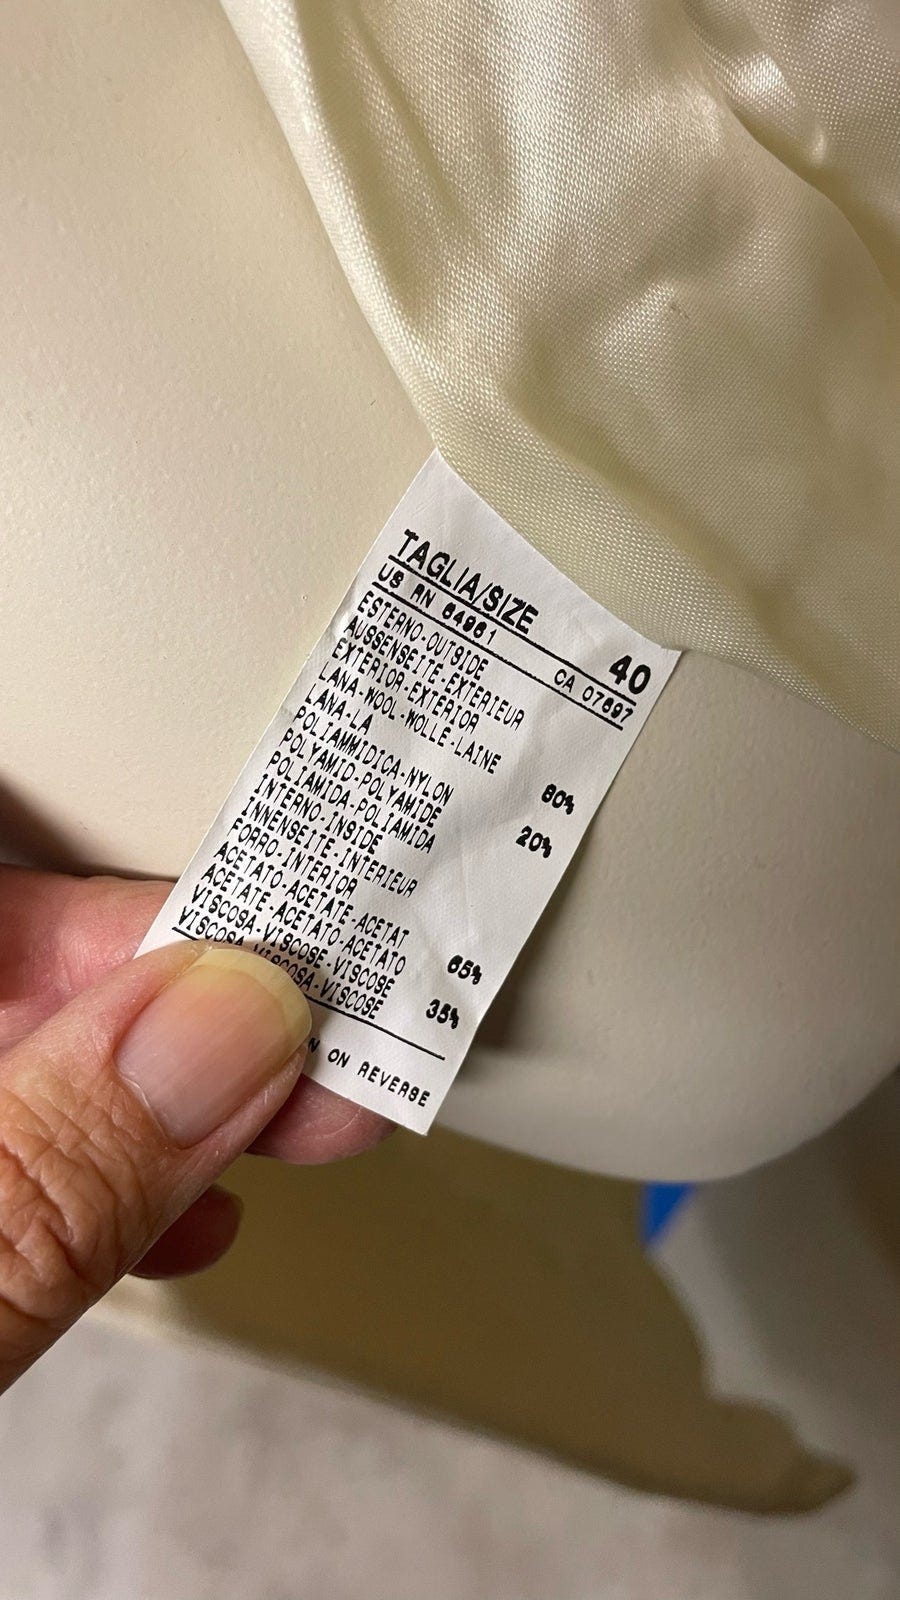 TAGLIA/SIZE 40
US RN 64961 CA 07697
ESTERNO-OUTSIDE
AUSSENSEITE-EXTERIEUR
EXTERIOR-EXTERIOR
LANA-WOOL-WOLLE-LAINE
LANA-LA 80%
POLIAMMIDICA-NYLON
POLYAMID-POLYAMIDE
POLIAMIDA-POLIAMIDA 20%
INTERNO-INSIDE
INNENSEITE-INTERIEUR
FORRO-INTERIOR
ACETATO-ACETATE-ACETAT
ACETATE-ACETATO-ACETATO 65%
VISCOSA-VISCOSE-VISCOSE
VISCOSA-VISCOSA-VISCOSE 35%
ON REVERSE